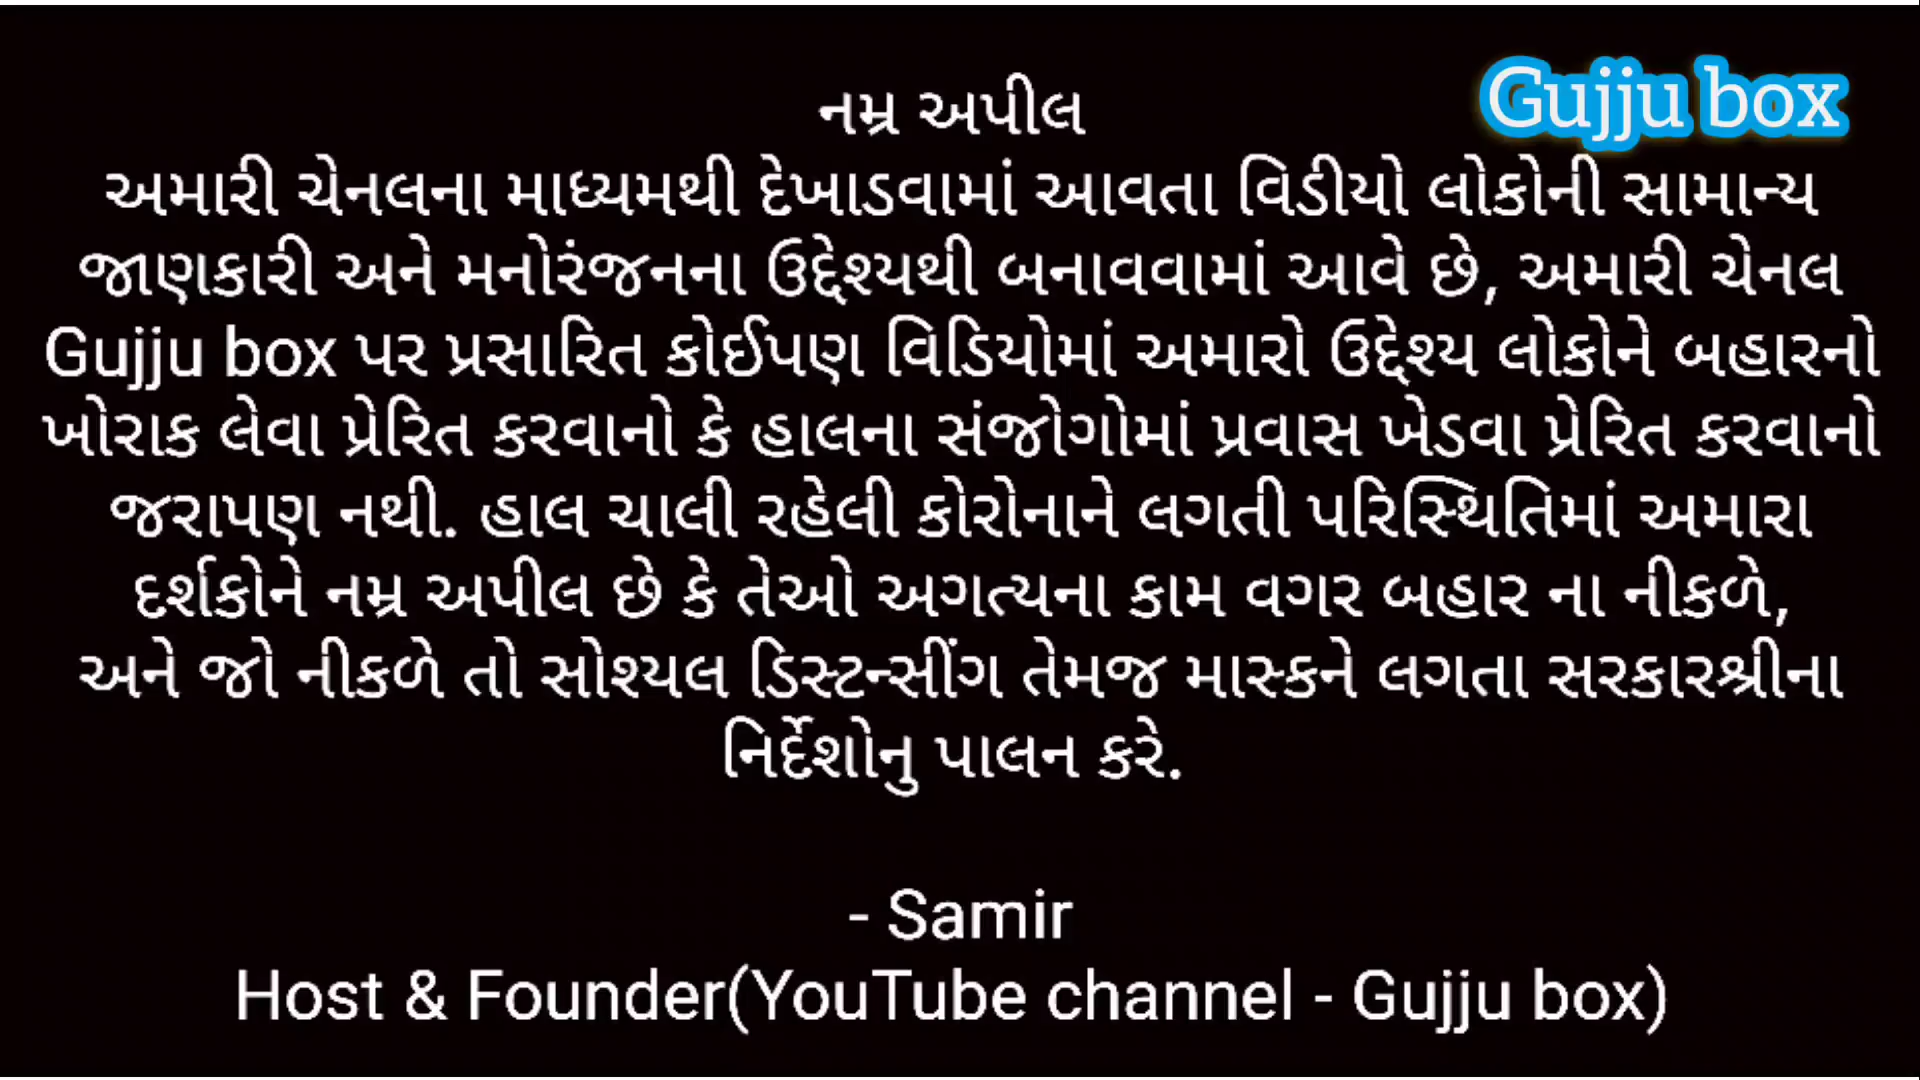 Gujju box
નમ્ર અપીલ
અમારી ચેનલના માધ્યમથી દેખાડવામાં આવતા વિડીયો લોકોની સામાન્ય
જાણકારી અને મનોરંજનના ઉદ્દેશ્યથી બનાવવામાં આવે છે, અમારી ચેનલ
Gujju box પર પ્રસારિત કોઈપણ વિડિયોમાં અમારો ઉદ્દેશ્ય લોકોને બહારનો
ખોરાક લેવા પ્રેરિત કરવાનો કે હાલના સંજોગોમાં પ્રવાસ ખેડવા પ્રેરિત કરવાનો
જરાપણ નથી. હાલ ચાલી રહેલી કોરોનાને લગતી પરિસ્થિતિમાં અમારા
દર્શકોને નમ્ર અપીલ છે કે તેઓ અગત્યના કામ વગર બહાર ના નીકળે,
અને જો નીકળે તો સોશ્યલ ડિસ્ટન્સીંગ તેમજ માસ્કને લગતા સરકારશ્રીના
નિર્દેશોનુ પાલન કરે.
- Samir
Host & Founder(YouTube channel - Gujju box)